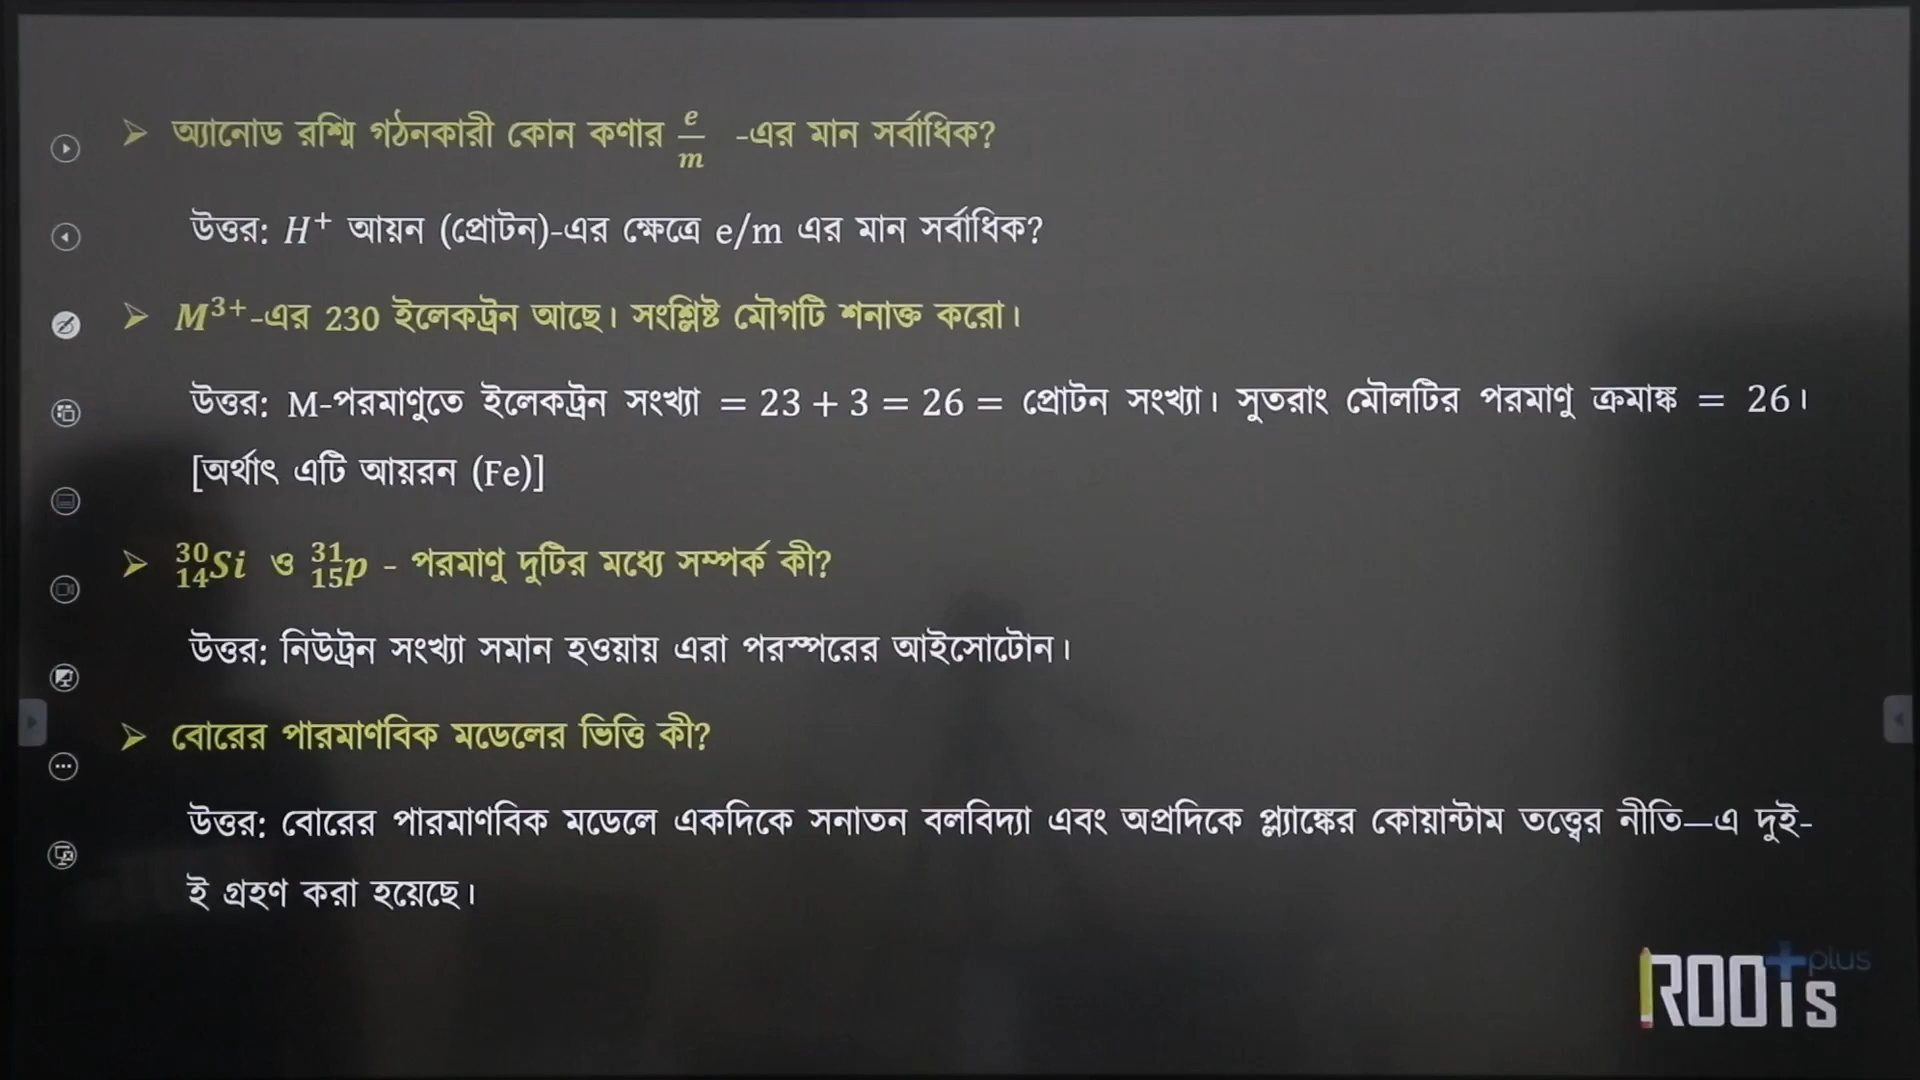 ➢ অ্যানোড রশ্মি গঠনকারী কোন কণার e/m -এর মান সর্বাধিক?
উত্তর: H⁺ আয়ন (প্রোটন)-এর ক্ষেত্রে e/m এর মান সর্বাধিক?
➢ M³⁺-এর 230 ইলেকট্রন আছে। সংশ্লিষ্ট মৌগটি শনাক্ত করো।
উত্তর: M-পরমাণুতে ইলেকট্রন সংখ্যা = 23 + 3 = 26 = প্রোটন সংখ্যা। সুতরাং মৌলটির পরমাণু ক্রমাঙ্ক = 26।
[অর্থাৎ এটি আয়রন (Fe)]
➢ ³⁰₁₄Si ও ³¹₁₅p - পরমাণু দুটির মধ্যে সম্পর্ক কী?
উত্তর: নিউট্রন সংখ্যা সমান হওয়ায় এরা পরস্পরের আইসোটোন।
➢ বোরের পারমাণবিক মডেলের ভিত্তি কী?
উত্তর: বোরের পারমাণবিক মডেলে একদিকে সনাতন বলবিদ্যা এবং অপ্রদিকে প্ল্যাঙ্কের কোয়ান্টাম তত্ত্বের নীতি—এ দুই-
ই গ্রহণ করা হয়েছে।
ROOTs plus